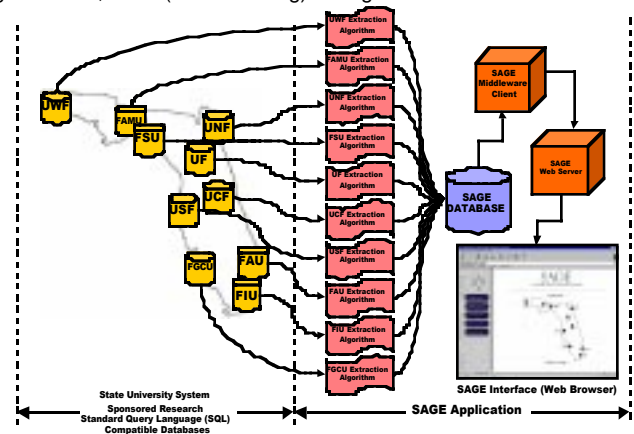 UWF
FAMU
FSU
UNF
UF
USF
UCF
FGCU
FAU
FIU
UWF Extraction
Algorithm
FAMU Extraction
Algorithm
UNF Extraction
Algorithm
FSU Extraction
Algorithm
UF Extraction
Algorithm
UCF Extraction
Algorithm
USF Extraction
Algorithm
FAU Extraction
Algorithm
FIU Extraction
Algorithm
FGCU Extraction
Algorithm
SAGE
DATABASE
SAGE
Middleware
Client
SAGE
Web Server
SAGE
SAGE Interface (Web Browser)
State University System
Sponsored Research
Standard Query Language (SQL)
Compatible Databases
SAGE Application